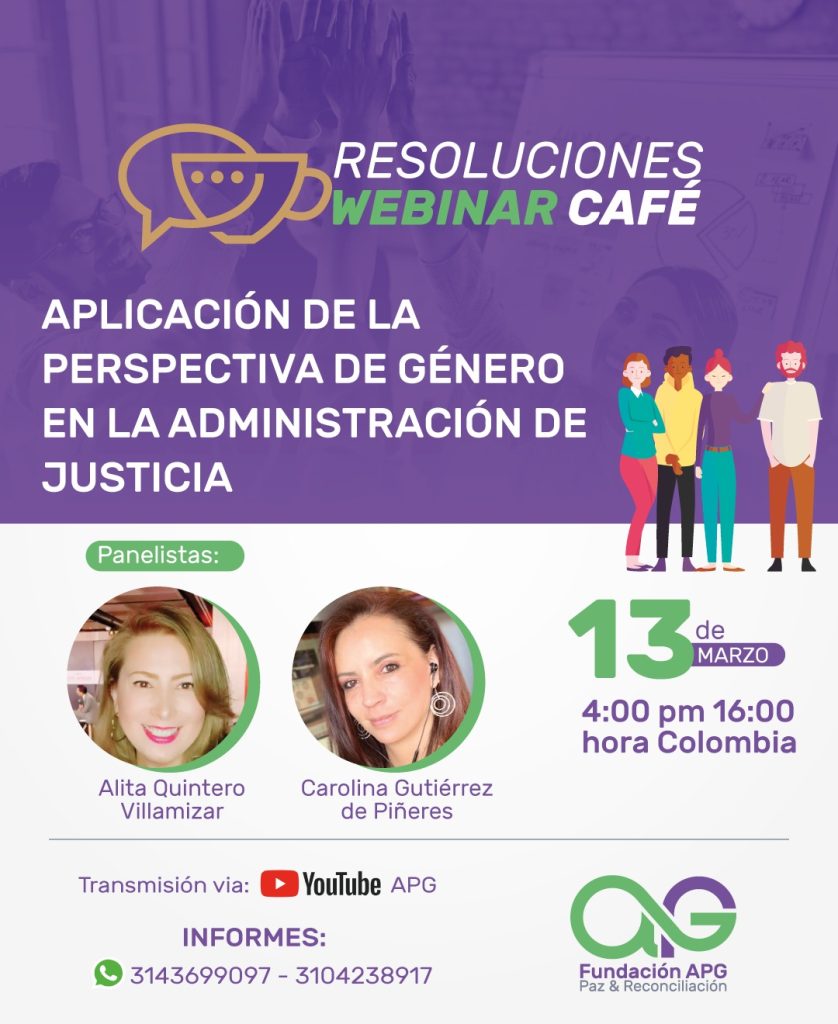 RESOLUCIONES
WEBINAR CAFÉ
APLICACIÓN DE LA
PERSPECTIVA DE GÉNERO
EN LA ADMINISTRACIÓN DE
JUSTICIA
Panelistas:
Alita Quintero
Villamizar
Carolina Gutiérrez
de Piñeres
13 de
MARZO
4:00 pm 16:00
hora Colombia
Transmisión via: YouTube APG
INFORMES:
3143699097 - 3104238917
aPG
Fundación APG
Paz & Reconciliación